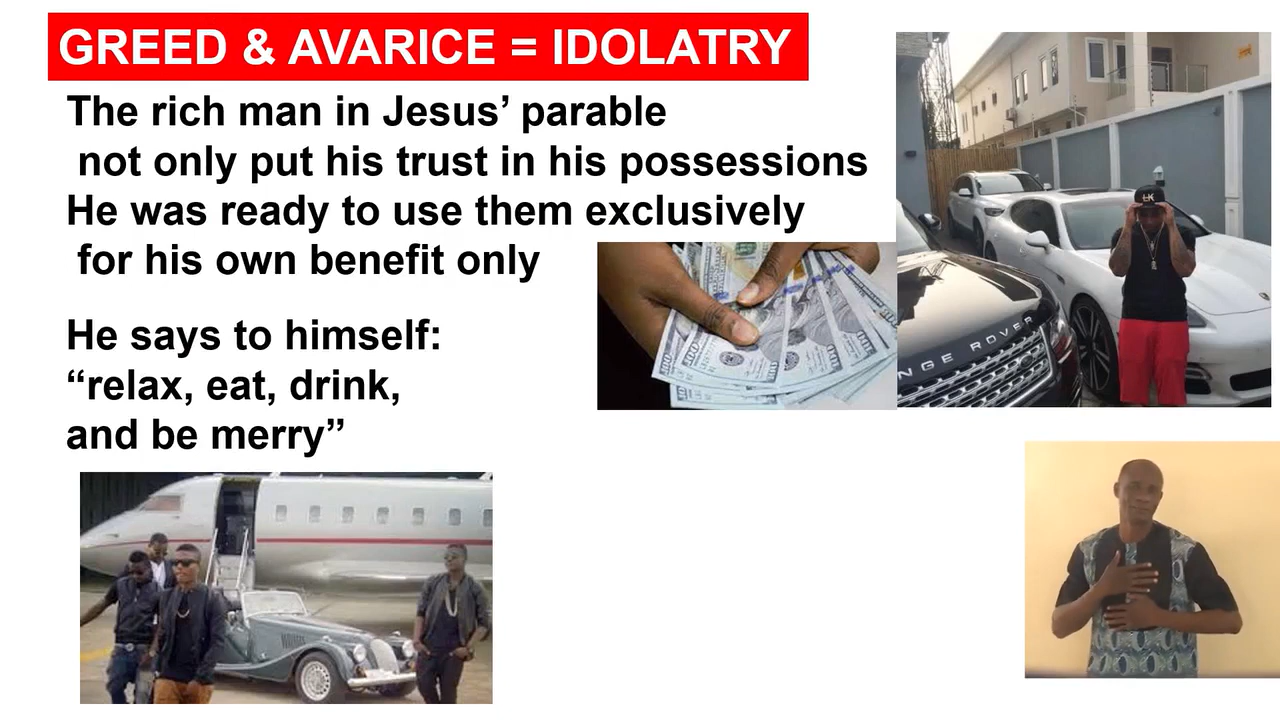 GREED & AVARICE = IDOLATRY
The rich man in Jesus’ parable
not only put his trust in his possessions
He was ready to use them exclusively
for his own benefit only
He says to himself:
“relax, eat, drink,
and be merry”
NGE ROVER
100
100